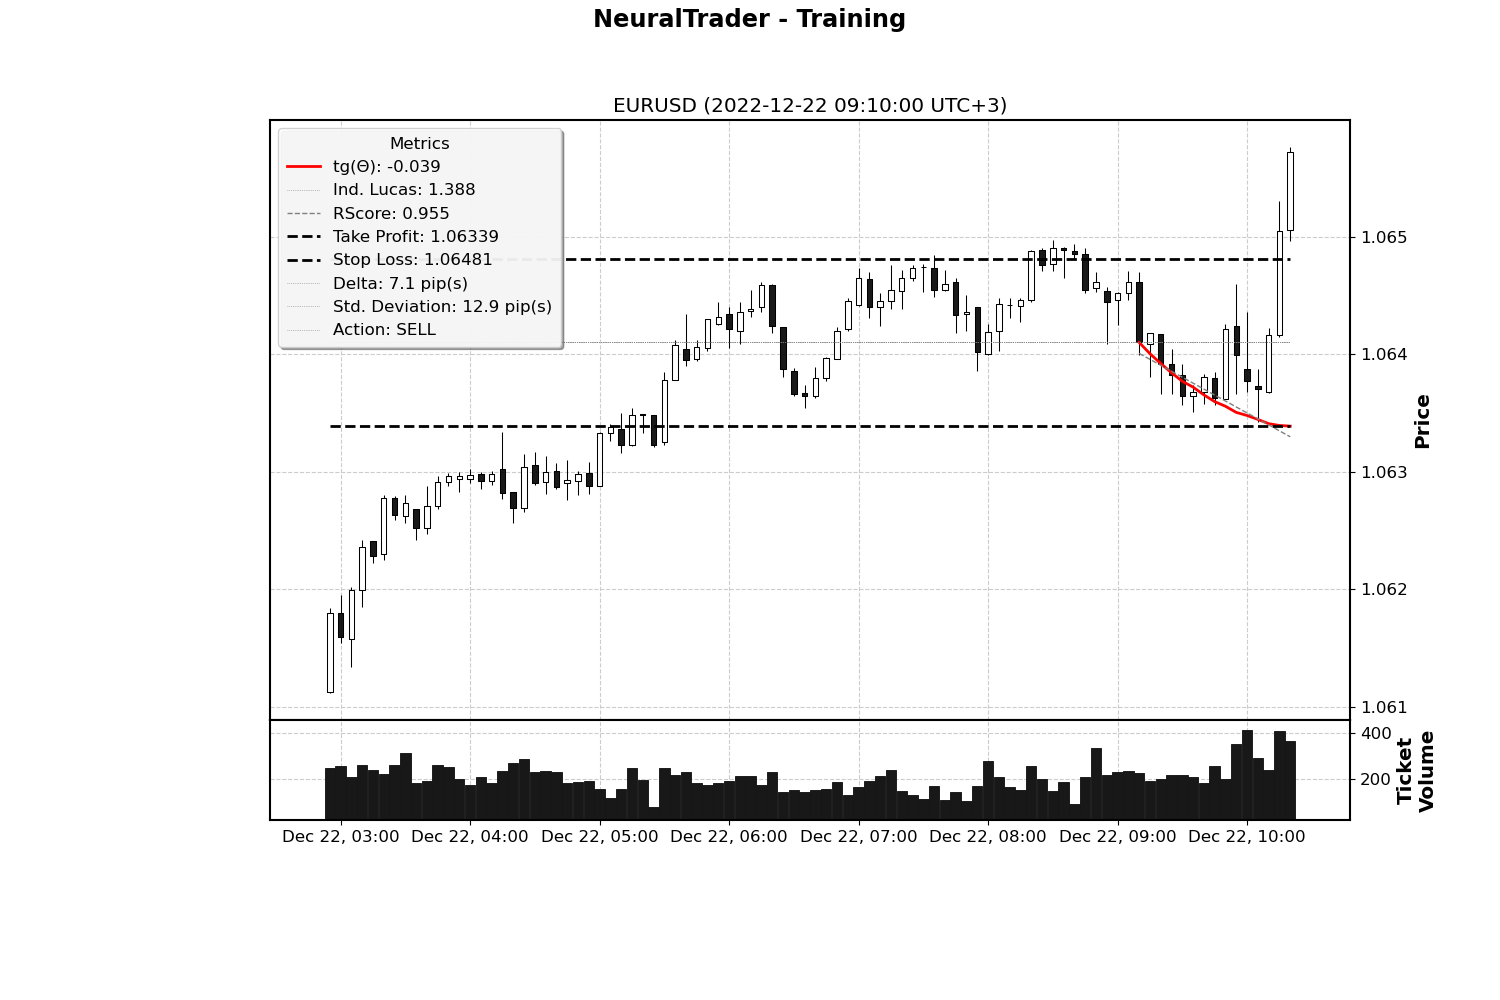 NeuralTrader - Training
EURUSD (2022-12-22 09:10:00 UTC+3)
Metrics
tg(Θ): -0.039
Ind. Lucas: 1.388
RScore: 0.955
Take Profit: 1.06339
Stop Loss: 1.06481
Delta: 7.1 pip(s)
Std. Deviation: 12.9 pip(s)
Action: SELL
1.065
1.064
1.063
1.062
1.061
Price
400
200
Ticket
Volume
Dec 22, 03:00 Dec 22, 04:00 Dec 22, 05:00 Dec 22, 06:00 Dec 22, 07:00 Dec 22, 08:00 Dec 22, 09:00 Dec 22, 10:00